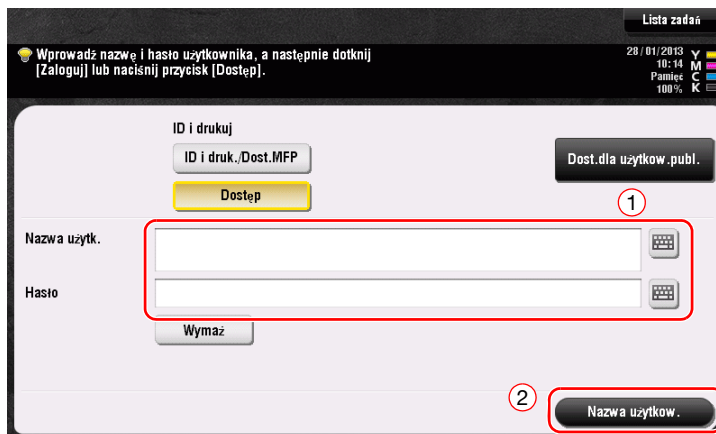 Lista zadań
Wprowadź nazwę i hasło użytkownika, a następnie dotknij
[Zaloguj] lub naciśnij przycisk [Dostęp].
28/01/2013
10:14
Pamięć
100%
Y
M
C
K
ID i drukuj
ID i druk./Dost.MFP
Dost.dla użytkow.publ.
Dostęp
1
Nazwa użytk.
Hasło
Wymaż
2
Nazwa użytkow.